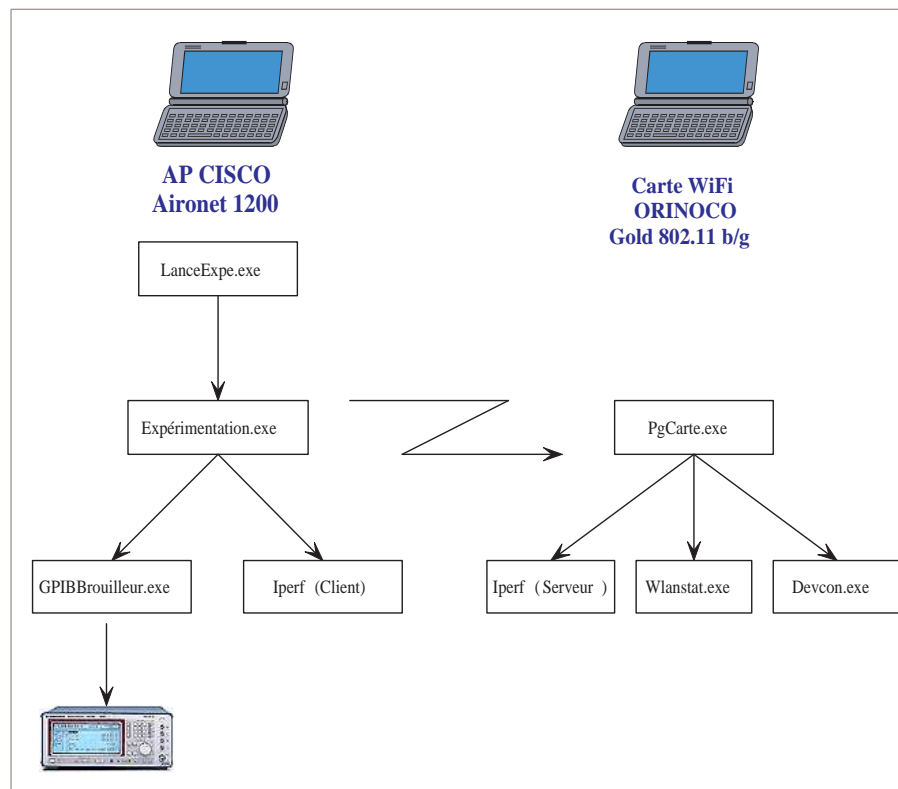 AP CISCO
Aironet 1200
Carte WiFi
ORINOCO
Gold 802.11 b/g
LanceExpe.exe
Expérimentation.exe
PgCarte.exe
GPIBBrouilleur.exe
Iperf (Client)
Iperf ( Serveur )
Wlanstat.exe
Devcon.exe